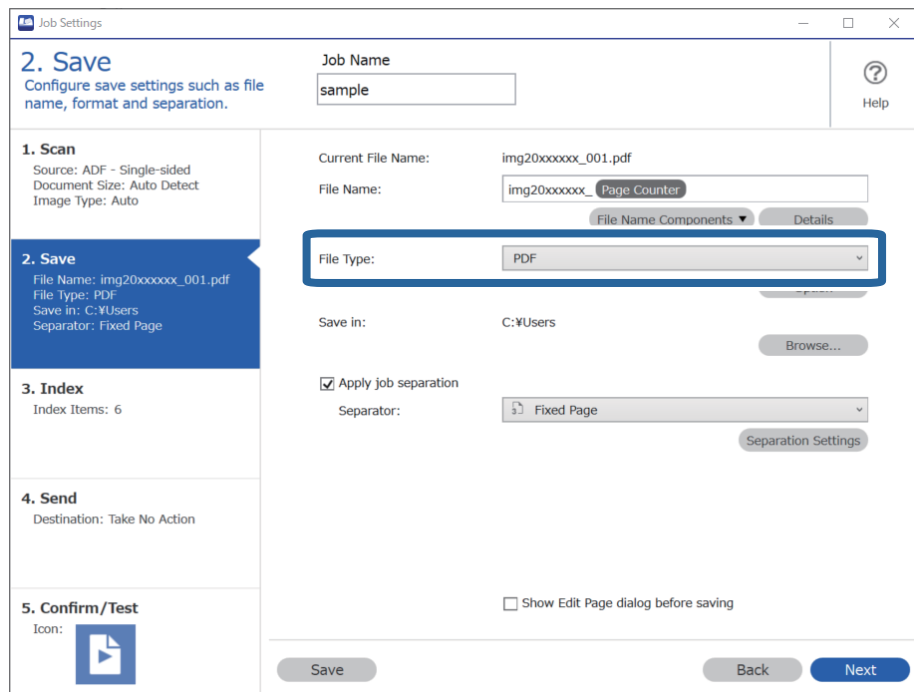 Job Settings
2. Save
Configure save settings such as file
name, format and separation.
Job Name
sample
Help
1. Scan
Source: ADF - Single-sided
Document Size: Auto Detect
Image Type: Auto
2. Save
File Name: img20xxxxxx_001.pdf
File Type: PDF
Save in: C:¥Users
Separator: Fixed Page
3. Index
Index Items: 6
4. Send
Destination: Take No Action
5. Confirm/Test
Icon:
Current File Name: img20xxxxxx_001.pdf
File Name: img20xxxxxx_ Page Counter
File Name Components ▼ Details
File Type: PDF
Option
Save in: C:¥Users
Browse...
Apply job separation
Separator: Fixed Page
Separation Settings
Show Edit Page dialog before saving
Save Back Next